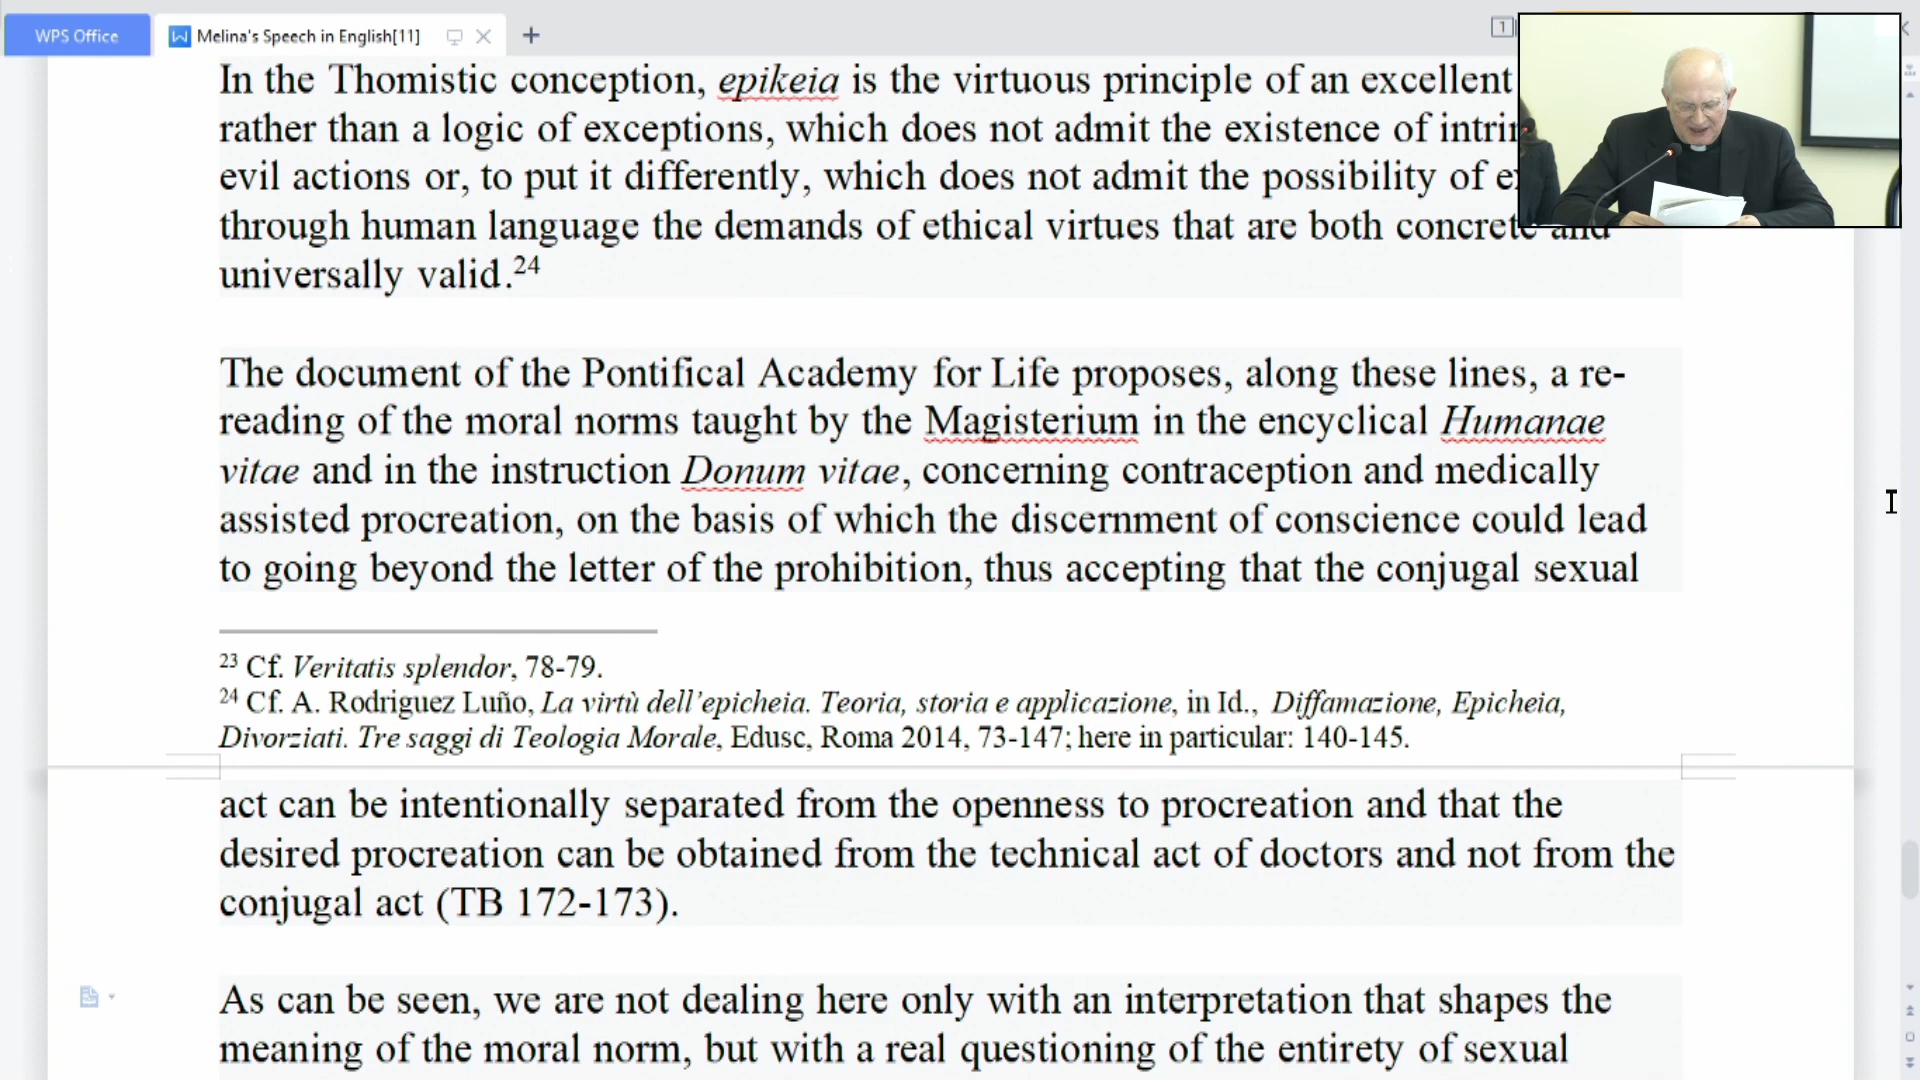 WPS Office
Melina's Speech in English[11]
1
In the Thomistic conception, epikeia is the virtuous principle of an excellent
rather than a logic of exceptions, which does not admit the existence of
evil actions or, to put it differently, which does not admit the possibility of
through human language the demands of ethical virtues that are both concrete and
universally valid.24
The document of the Pontifical Academy for Life proposes, along these lines, a re-
reading of the moral norms taught by the Magisterium in the encyclical Humanae
vitae and in the instruction Donum vitae, concerning contraception and medically
assisted procreation, on the basis of which the discernment of conscience could lead
to going beyond the letter of the prohibition, thus accepting that the conjugal sexual
23 Cf. Veritatis splendor, 78-79.
24 Cf. A. Rodriguez Luño, La virtù dell’epicheia. Teoria, storia e applicazione, in Id., Diffamazione, Epicheia,
Divorziati. Tre saggi di Teologia Morale, Edusc, Roma 2014, 73-147; here in particular: 140-145.
act can be intentionally separated from the openness to procreation and that the
desired procreation can be obtained from the technical act of doctors and not from the
conjugal act (TB 172-173).
As can be seen, we are not dealing here only with an interpretation that shapes the
meaning of the moral norm, but with a real questioning of the entirety of sexual